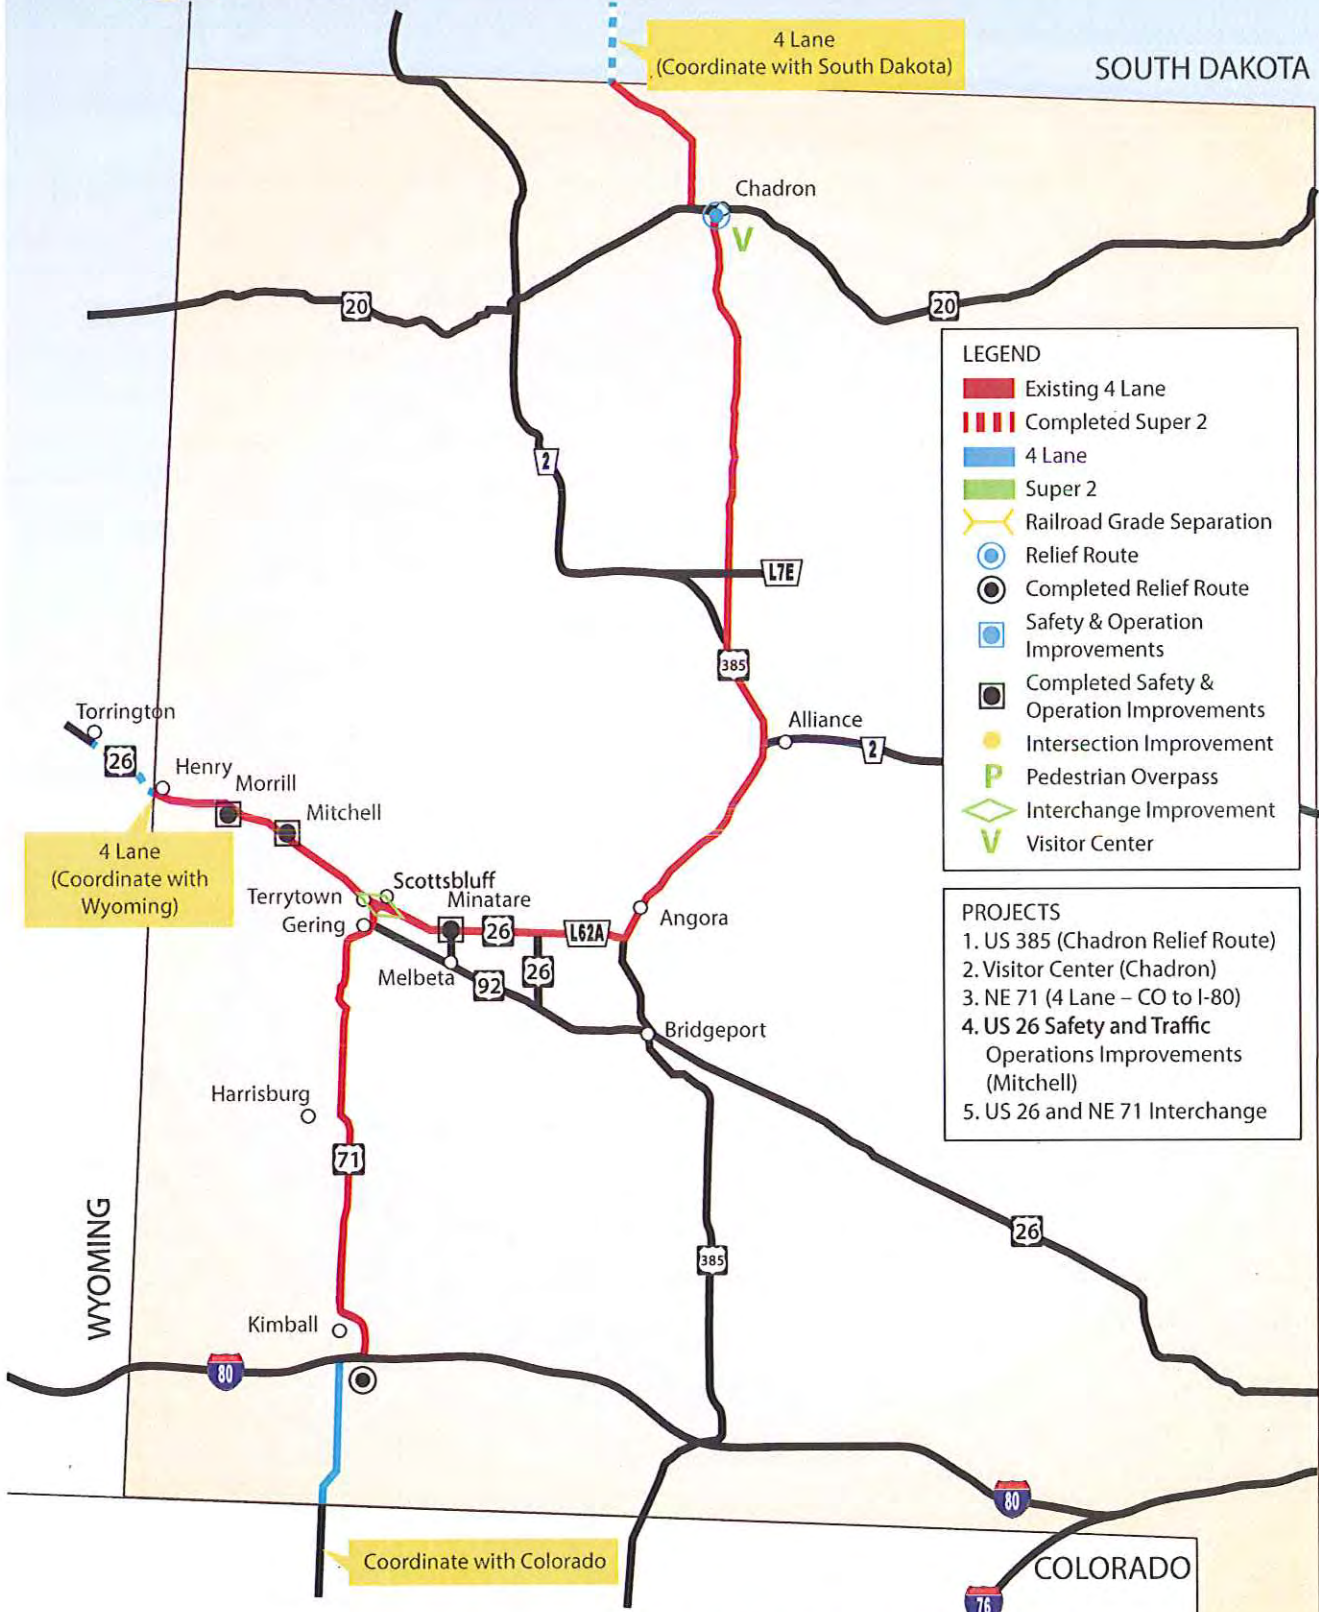 4 Lane
(Coordinate with South Dakota)
SOUTH DAKOTA
Chadron
V
20
20
LEGEND
Existing 4 Lane
Completed Super 2
4 Lane
Super 2
Railroad Grade Separation
Relief Route
Completed Relief Route
Safety & Operation
Improvements
Completed Safety &
Operation Improvements
Intersection Improvement
P Pedestrian Overpass
Interchange Improvement
V Visitor Center
2
L7E
385
Torrington
26
Henry
Morrill
Mitchell
Alliance
2
4 Lane
(Coordinate with
Wyoming)
Terrytown
Scottsbluff
Minatare
Gering
26
L62A
Angora
Melbeta
92
26
Bridgeport
PROJECTS
1. US 385 (Chadron Relief Route)
2. Visitor Center (Chadron)
3. NE 71 (4 Lane – CO to I-80)
4. US 26 Safety and Traffic
Operations Improvements
(Mitchell)
5. US 26 and NE 71 Interchange
Harrisburg
71
WYOMING
26
385
Kimball
80
80
Coordinate with Colorado
COLORADO
76